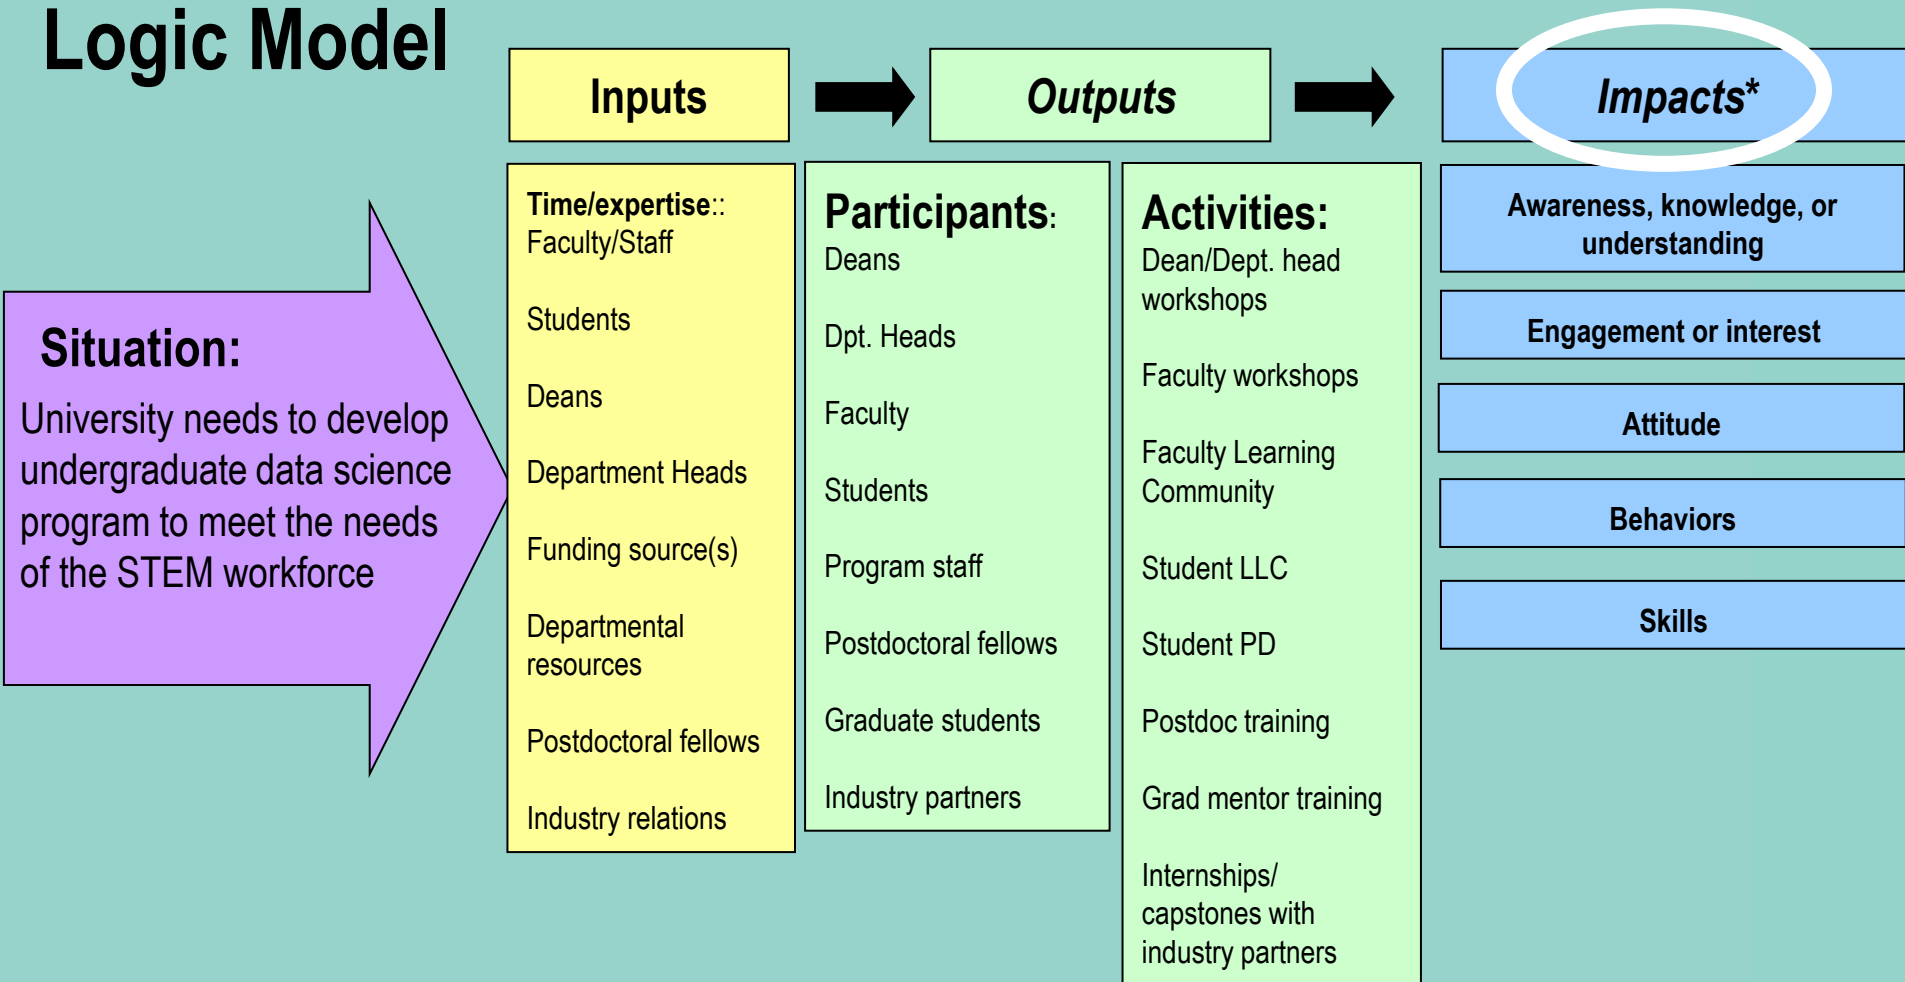 Logic Model
Inputs
Outputs
Impacts*
Situation:
University needs to develop
undergraduate data science
program to meet the needs
of the STEM workforce
Time/expertise::
Faculty/Staff
Students
Deans
Department Heads
Funding source(s)
Departmental
resources
Postdoctoral fellows
Industry relations
Participants:
Deans
Dpt. Heads
Faculty
Students
Program staff
Postdoctoral fellows
Graduate students
Industry partners
Activities:
Dean/Dept. head
workshops
Faculty workshops
Faculty Learning
Community
Student LLC
Student PD
Postdoc training
Grad mentor training
Internships/
capstones with
industry partners
Awareness, knowledge, or
understanding
Engagement or interest
Attitude
Behaviors
Skills